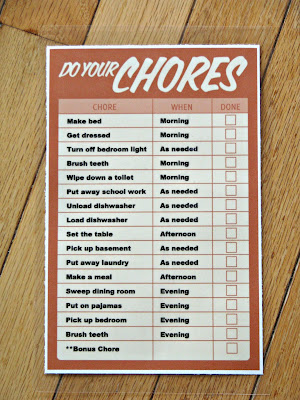 DO YOUR CHORES
CHORE WHEN DONE
Make bed Morning
Get dressed Morning
Turn off bedroom light As needed
Brush teeth Morning
Wipe down a toilet Morning
Put away school work As needed
Unload dishwasher As needed
Load dishwasher As needed
Set the table Afternoon
Pick up basement As needed
Put away laundry As needed
Make a meal Afternoon
Sweep dining room Evening
Put on pajamas Evening
Pick up bedroom Evening
Brush teeth Evening
**Bonus Chore